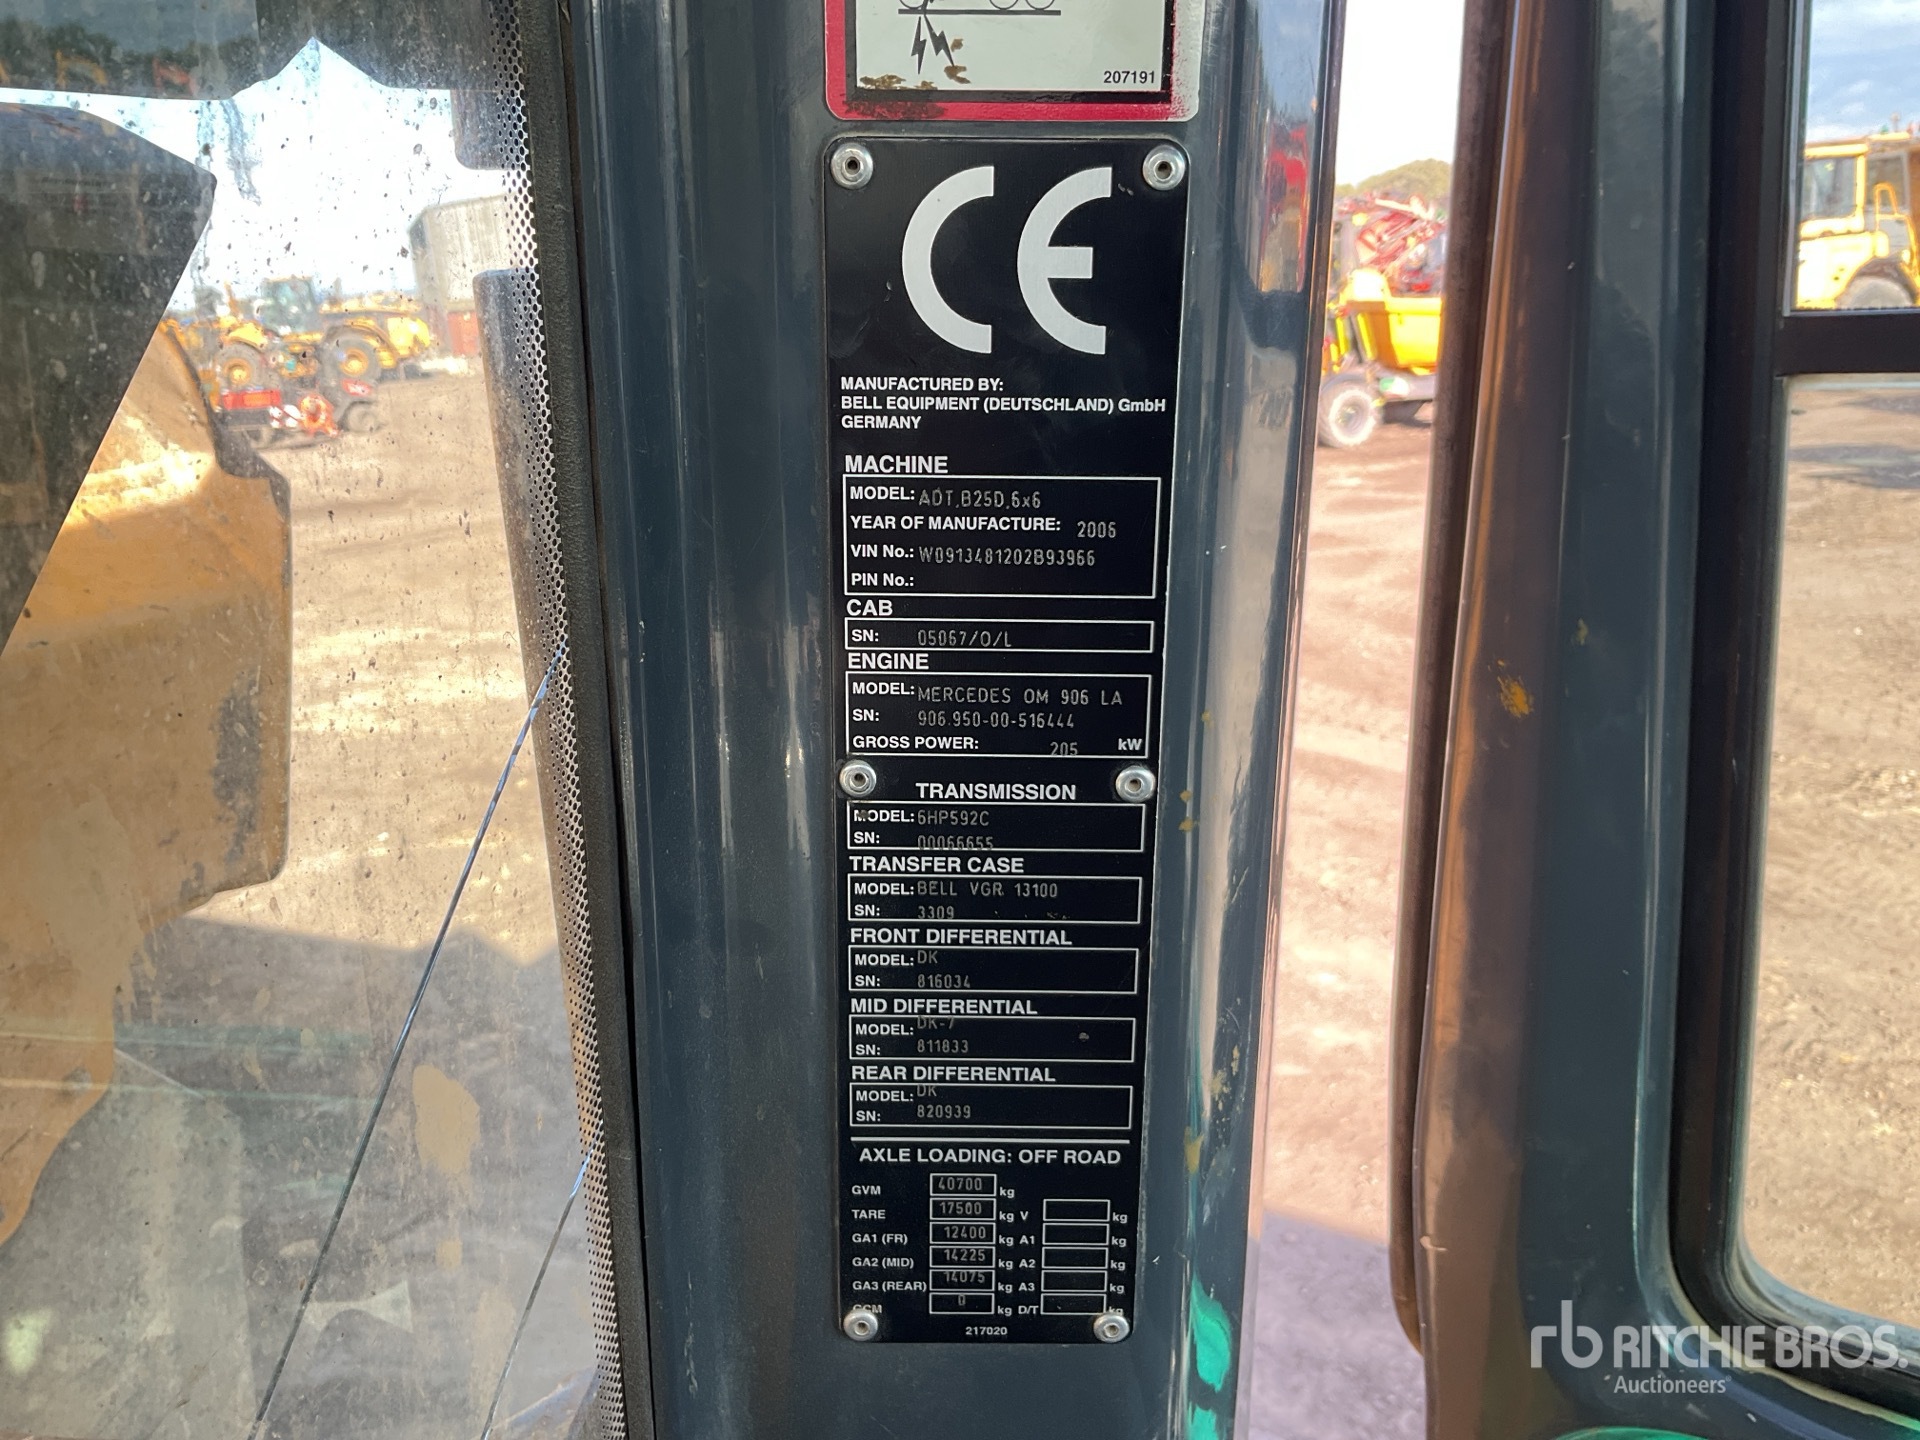 207191
CE
MANUFACTURED BY:
BELL EQUIPMENT (DEUTSCHLAND) GmbH
GERMANY
MACHINE
MODEL: ADT,B25D,6x6
YEAR OF MANUFACTURE: 2006
VIN No.: W0913481202B93966
PIN No.:
CAB
SN: 05067/O/L
ENGINE
MODEL: MERCEDES OM 906 LA
SN: 906.950-00-516444
GROSS POWER: 205 kW
TRANSMISSION
MODEL: 6HP592C
SN: 00066655
TRANSFER CASE
MODEL: BELL VGR 13100
SN: 3309
FRONT DIFFERENTIAL
MODEL: DK
SN: 816034
MID DIFFERENTIAL
MODEL: DK-7
SN: 811833
REAR DIFFERENTIAL
MODEL: DK
SN: 820939
AXLE LOADING: OFF ROAD
GVM 40700 kg
TARE 17500 kg V kg
GA1 (FR) 12400 kg A1 kg
GA2 (MID) 14225 kg A2 kg
GA3 (REAR) 14075 kg A3 kg
GCM 0 kg D/T kg
217020
rb RITCHIE BROS.
Auctioneers